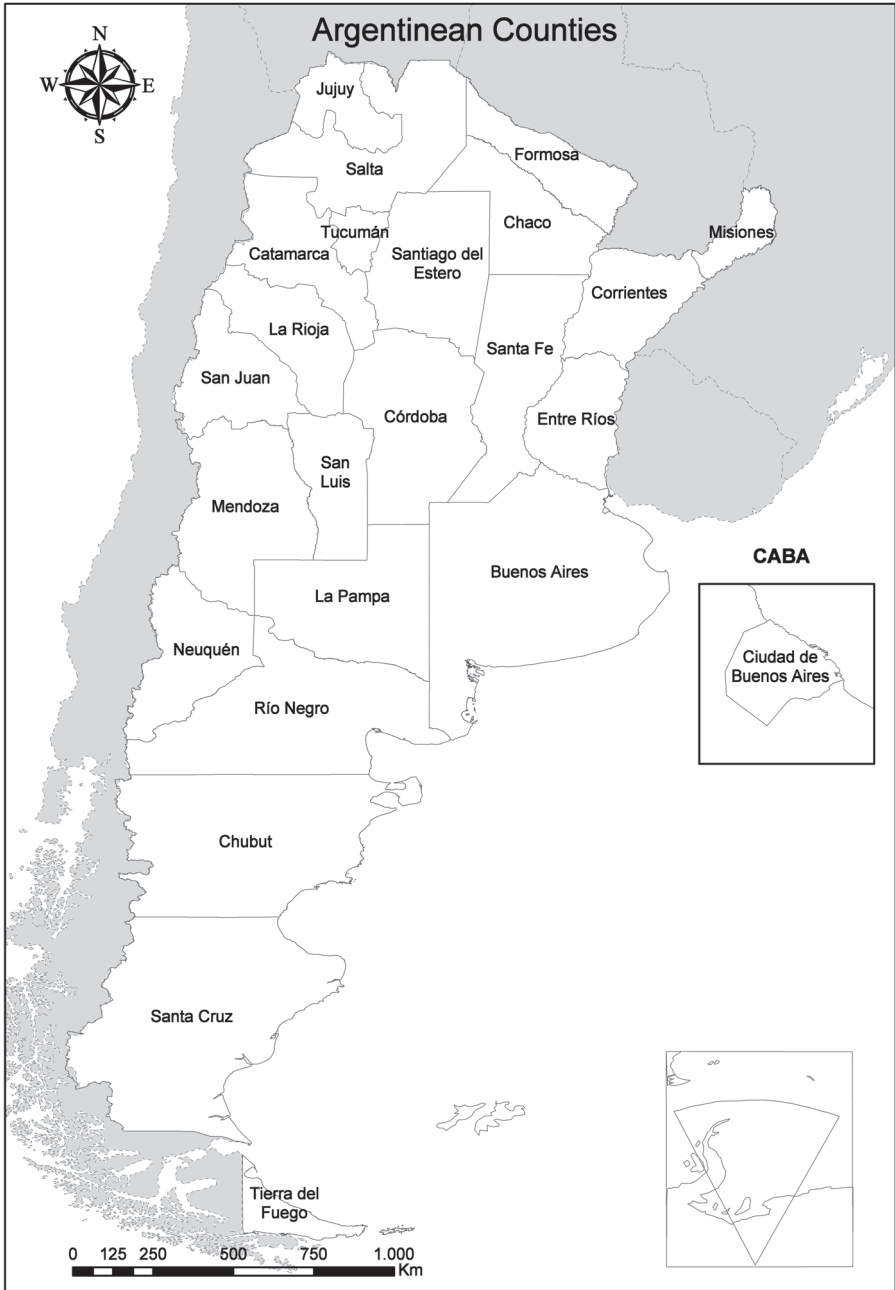 Argentinean Counties
N
W E
S
Jujuy
Formosa
Salta
Chaco
Tucumán
Misiones
Catamarca
Santiago del
Estero
Corrientes
La Rioja
Santa Fe
San Juan
Córdoba
Entre Ríos
San
Luis
Mendoza
CABA
Buenos Aires
La Pampa
Neuquén
Ciudad de
Buenos Aires
Río Negro
Chubut
Santa Cruz
Tierra del
Fuego
0 125 250 500 750 1.000
Km